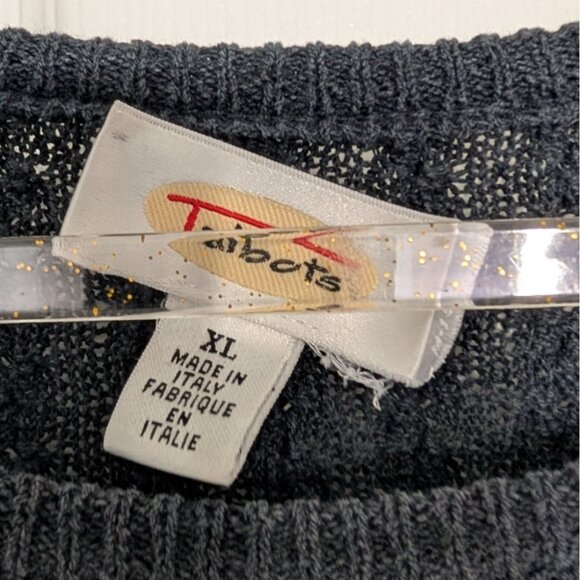 Talbots
XL
MADE IN
ITALY
FABRIQUE
EN
ITALIE